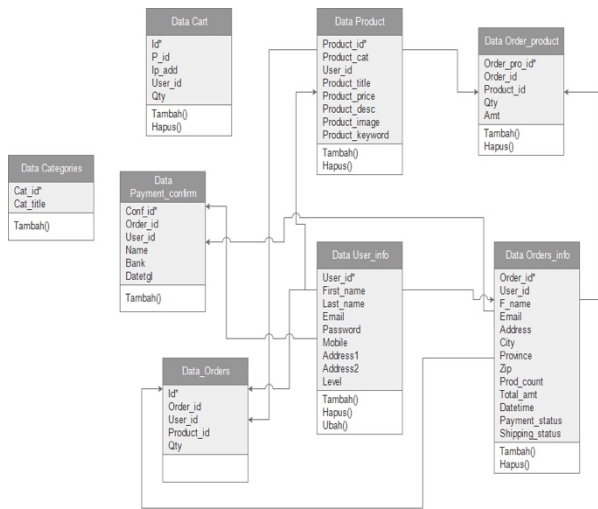 Data Cart
Id*
P_id
Ip_add
User_id
Qty
Tambah()
Hapus()
Data Product
Product_id*
Product_cat
User_id
Product_title
Product_price
Product_desc
Product_image
Product_keyword
Tambah()
Hapus()
Data Order_product
Order_pro_id*
Order_id
Product_id
Qty
Amt
Tambah()
Hapus()
Data Categories
Cat_id*
Cat_title
Tambah()
Data
Payment_confirm
Conf_id*
Order_id
User_id
Name
Bank
Datetgl
Tambah()
Data User_info
User_id*
First_name
Last_name
Email
Password
Mobile
Address1
Address2
Level
Tambah()
Hapus()
Ubah()
Data Orders_info
Order_id*
User_id
F_name
Email
Address
City
Province
Zip
Prod_count
Total_amt
Datetime
Payment_status
Shipping_status
Tambah()
Hapus()
Data_Orders
Id*
Order_id
User_id
Product_id
Qty